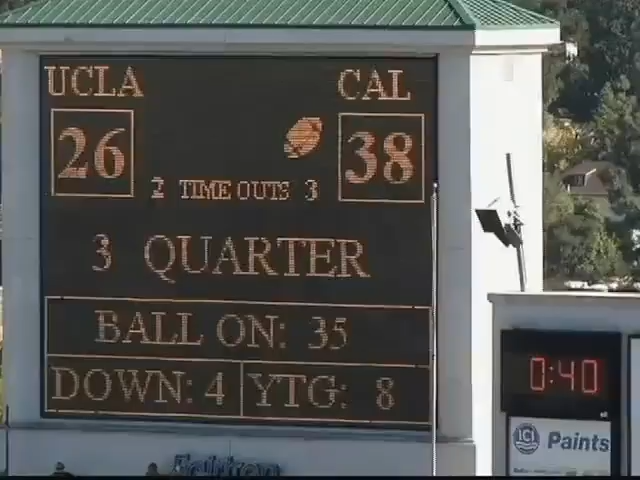 UCLA CAL
26 38
2 TIME OUTS 3
3 QUARTER
BALL ON: 35
DOWN: 4 YTG: 8
0:40
ICI Paints